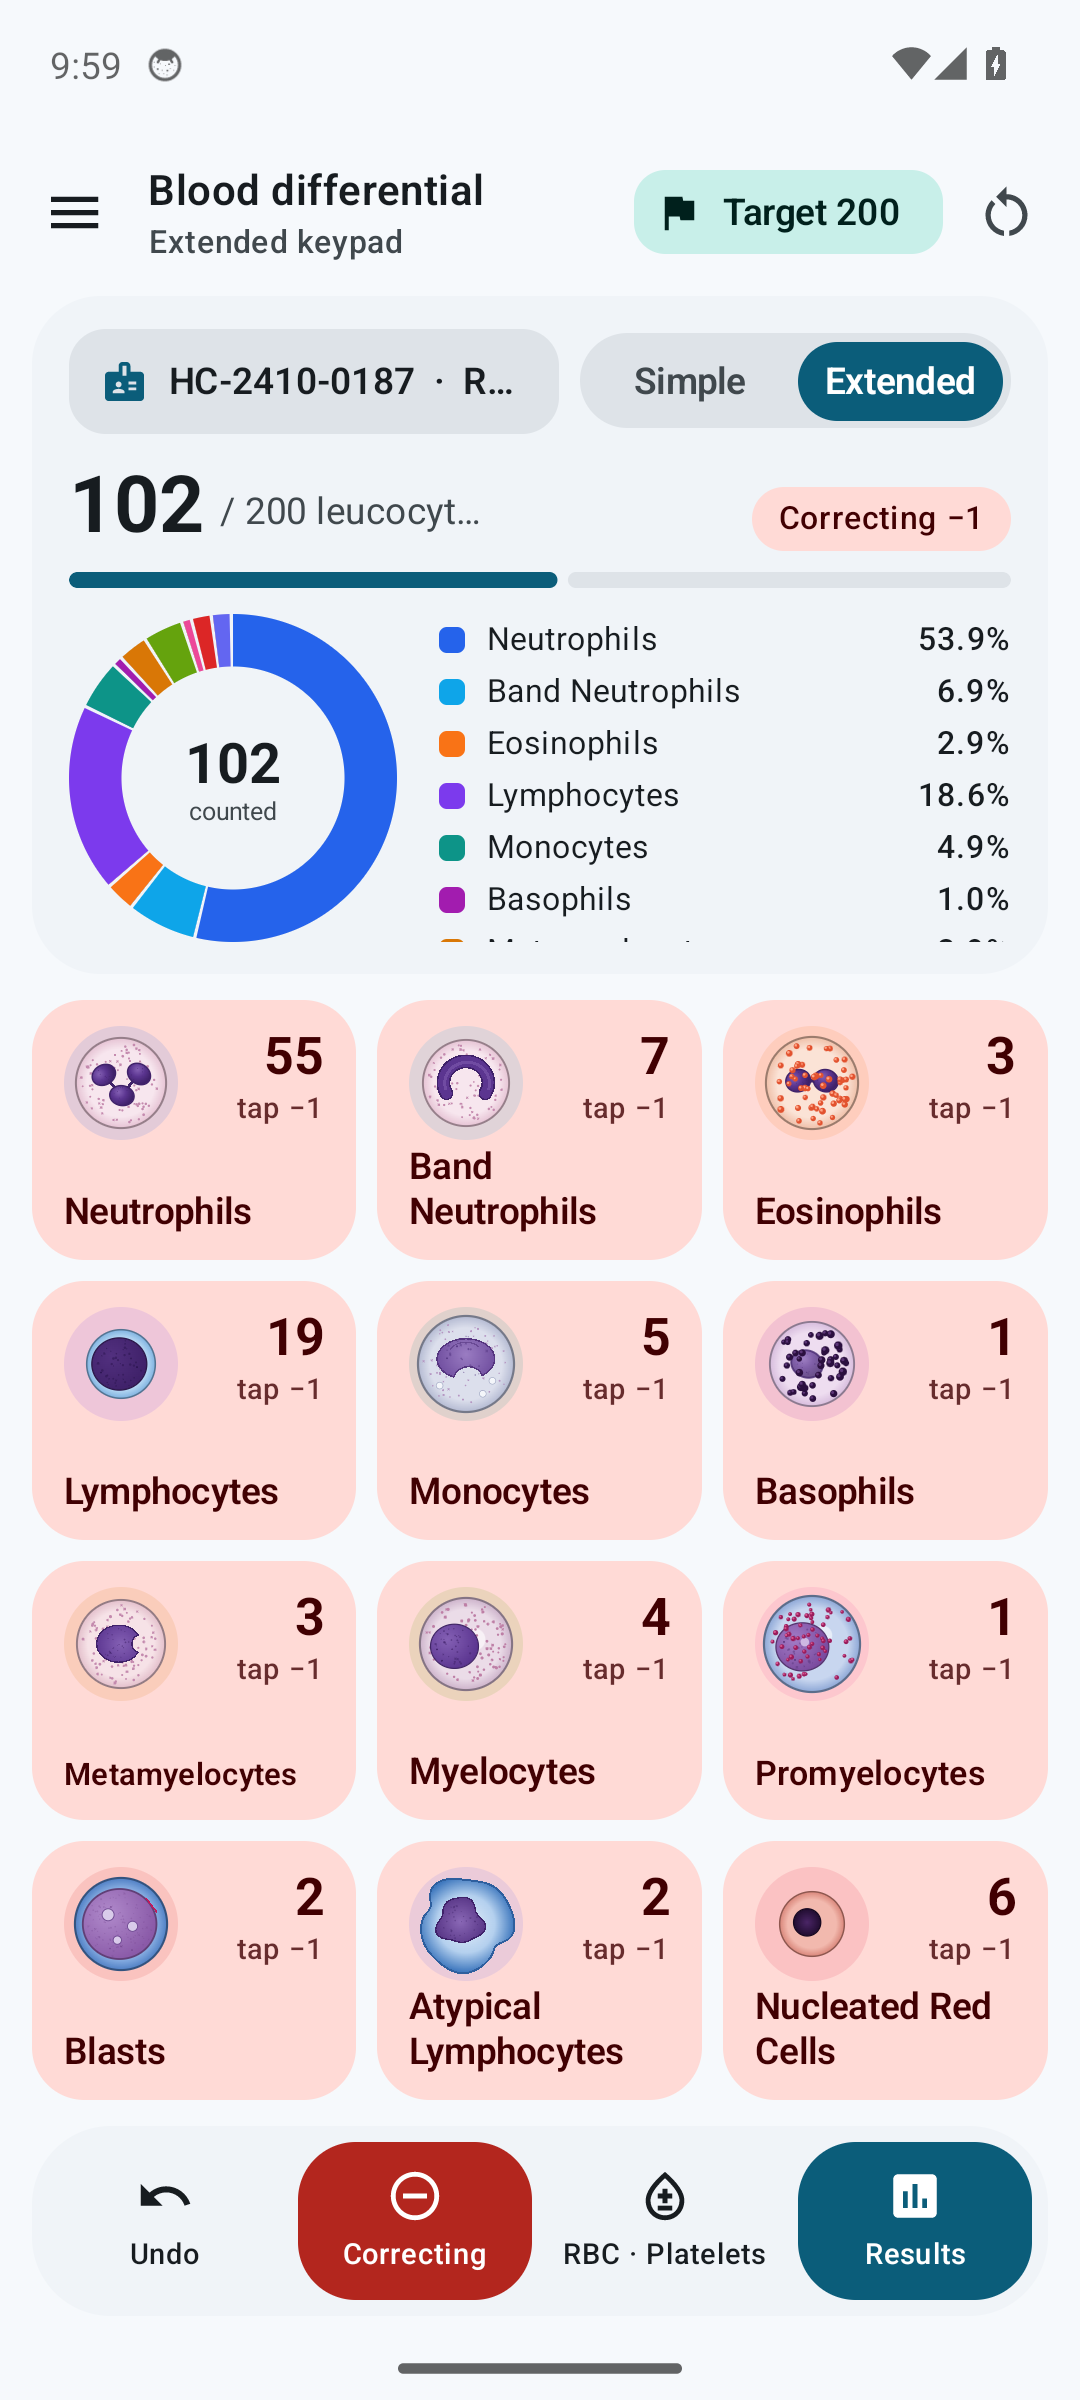 9:59
Blood differential
Extended keypad
Target 200
HC-2410-0187 · R…
Simple
Extended
102 / 200 leucocyt…
Correcting −1
102
counted
Neutrophils 53.9%
Band Neutrophils 6.9%
Eosinophils 2.9%
Lymphocytes 18.6%
Monocytes 4.9%
Basophils 1.0%
55
tap −1
Neutrophils
7
tap −1
Band
Neutrophils
3
tap −1
Eosinophils
19
tap −1
Lymphocytes
5
tap −1
Monocytes
1
tap −1
Basophils
3
tap −1
Metamyelocytes
4
tap −1
Myelocytes
1
tap −1
Promyelocytes
2
tap −1
Blasts
2
tap −1
Atypical
Lymphocytes
6
tap −1
Nucleated Red
Cells
Undo
Correcting
RBC · Platelets
Results